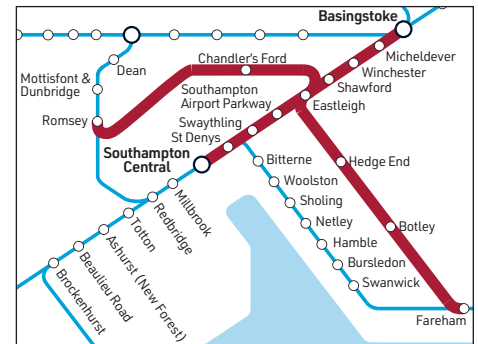 Basingstoke
Micheldever
Winchester
Shawford
Chandler's Ford
Dean
Mottisfont &
Dunbridge
Southampton
Airport Parkway
Eastleigh
Romsey
Swaythling
St Denys
Southampton
Central
Bitterne
Hedge End
Woolston
Sholing
Millbrook
Redbridge
Netley
Botley
Totton
Hamble
Ashurst (New Forest)
Bursledon
Beaulieu Road
Swanwick
Brockenhurst
Fareham